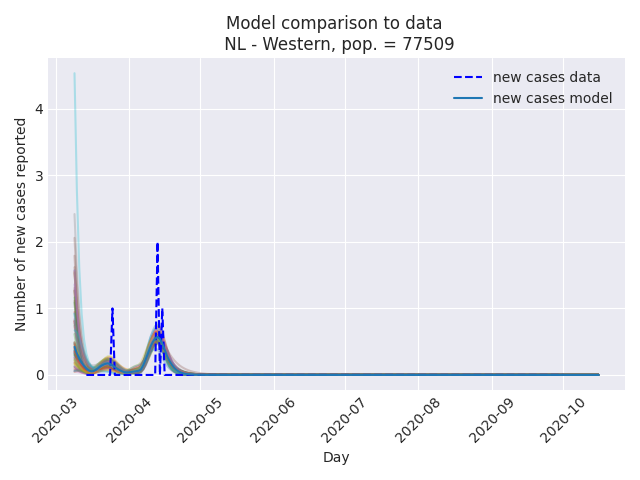 Model comparison to data
NL - Western, pop. = 77509
new cases data
new cases model
Number of new cases reported
4
3
2
1
0
2020-03
2020-04
2020-05
2020-06
2020-07
2020-08
2020-09
2020-10
Day